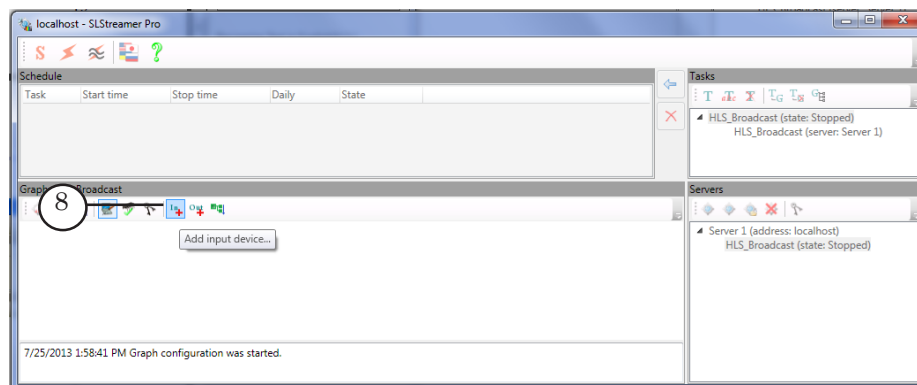 localhost - SLStreamer Pro
Schedule
Task Start time Stop time Daily State
Tasks
HLS_Broadcast (state: Stopped)
HLS_Broadcast (server: Server 1)
Graph Broadcast
8
Add input device...
Servers
Server 1 (address: localhost)
HLS_Broadcast (state: Stopped)
7/25/2013 1:58:41 PM Graph configuration was started.